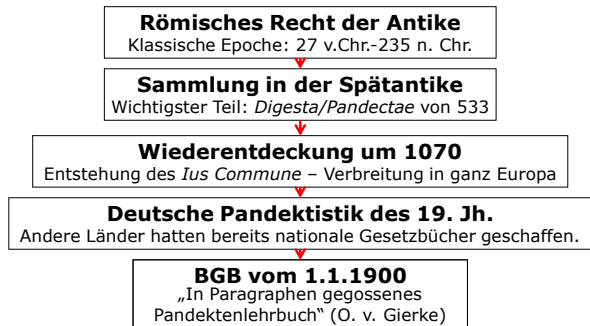 Römisches Recht der Antike
Klassische Epoche: 27 v.Chr.-235 n. Chr.
Sammlung in der Spätantike
Wichtigster Teil: Digesta/Pandectae von 533
Wiederentdeckung um 1070
Entstehung des Ius Commune – Verbreitung in ganz Europa
Deutsche Pandektistik des 19. Jh.
Andere Länder hatten bereits nationale Gesetzbücher geschaffen.
BGB vom 1.1.1900
„In Paragraphen gegossenes
Pandektenlehrbuch“ (O. v. Gierke)